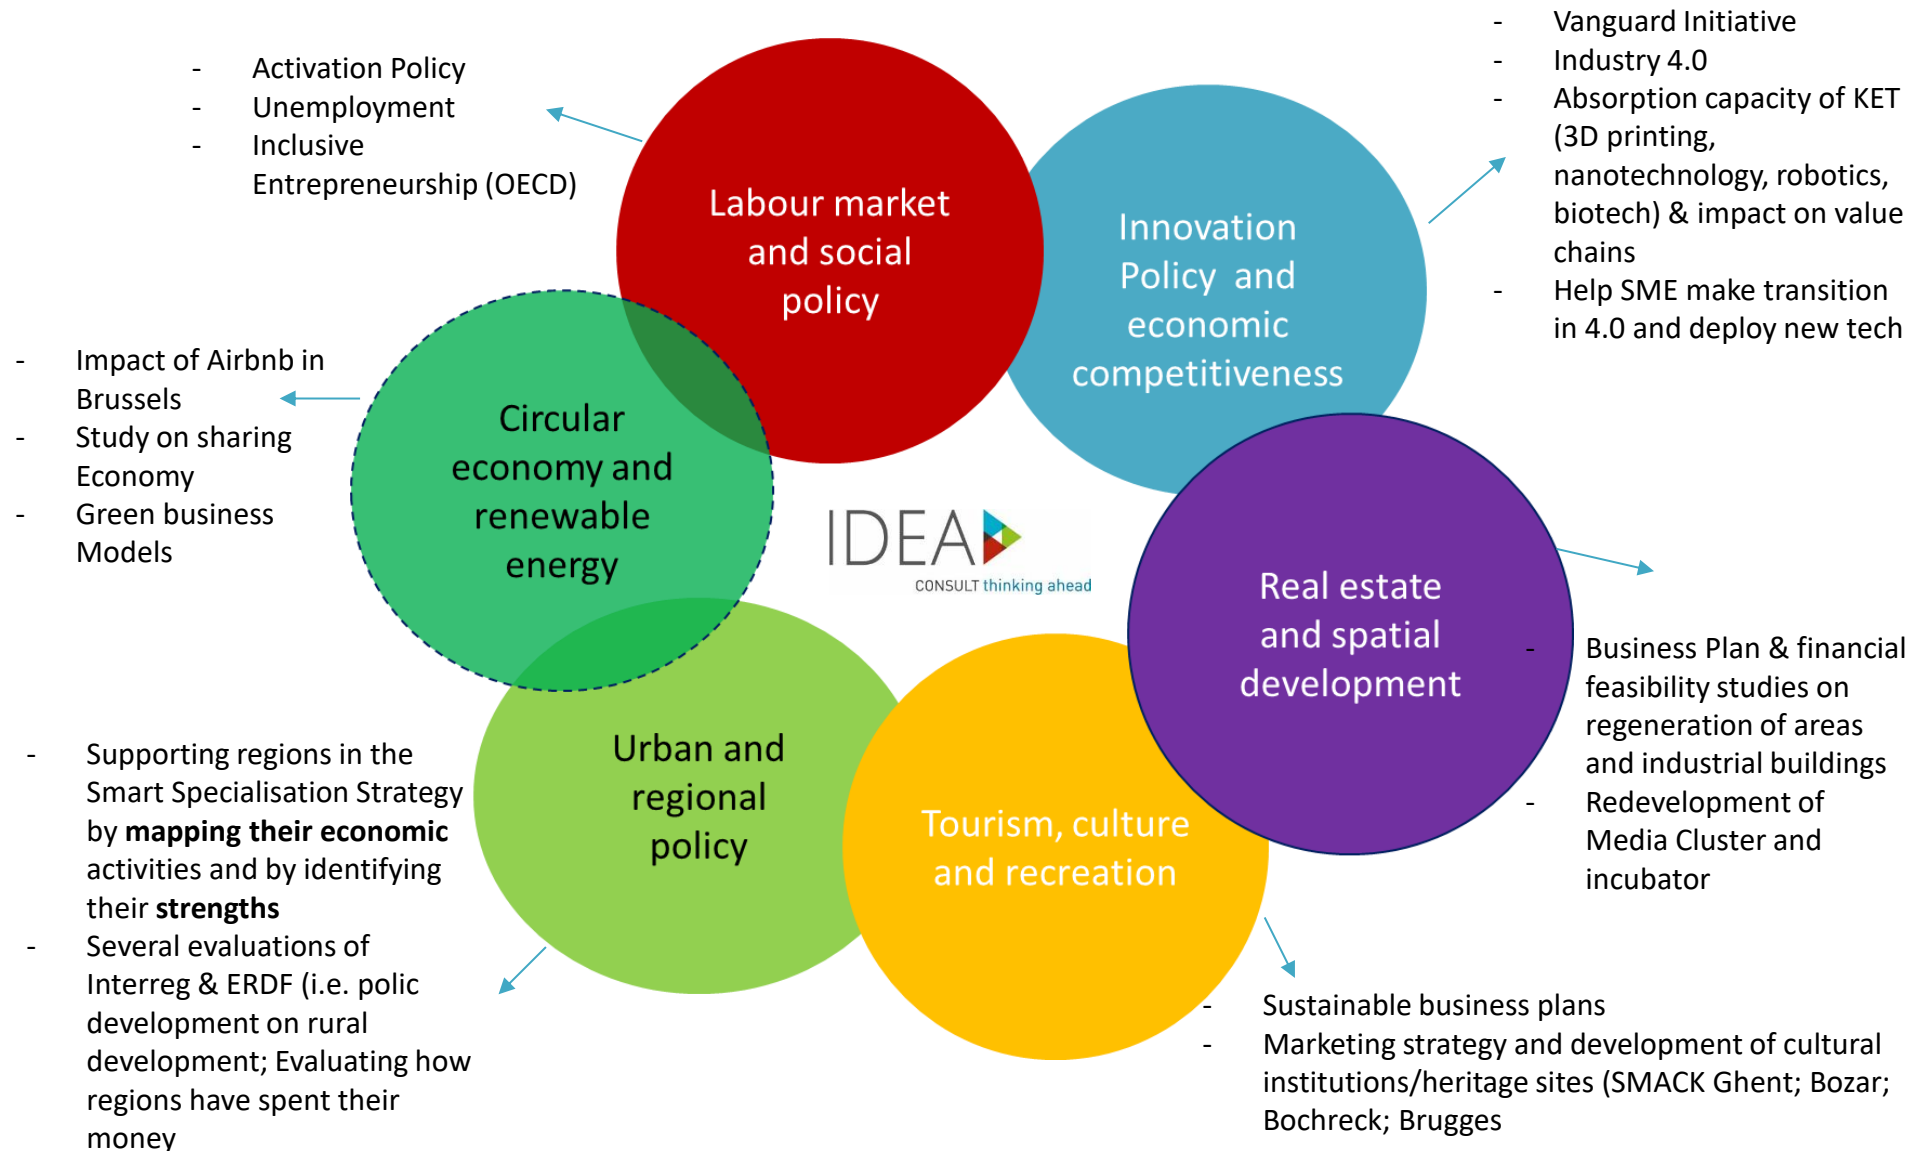 - Activation Policy
- Unemployment
- Inclusive
Entrepreneurship (OECD)
Labour market
and social
policy
- Vanguard Initiative
- Industry 4.0
- Absorption capacity of KET
(3D printing,
nanotechnology, robotics,
biotech) & impact on value
chains
- Help SME make transition
in 4.0 and deploy new tech
Innovation
Policy and
economic
competitiveness
- Impact of Airbnb in
Brussels
- Study on sharing
Economy
- Green business
Models
Circular
economy and
renewable
energy
IDEA
CONSULT thinking ahead
Real estate
and spatial
development
- Business Plan & financial
feasibility studies on
regeneration of areas
and industrial buildings
- Redevelopment of
Media Cluster and
incubator
- Supporting regions in the
Smart Specialisation Strategy
by mapping their economic
activities and by identifying
their strengths
- Several evaluations of
Interreg & ERDF (i.e. polic
development on rural
development; Evaluating how
regions have spent their
money
Urban and
regional
policy
Tourism, culture
and recreation
- Sustainable business plans
- Marketing strategy and development of cultural
institutions/heritage sites (SMACK Ghent; Bozar;
Bochreck; Brugges